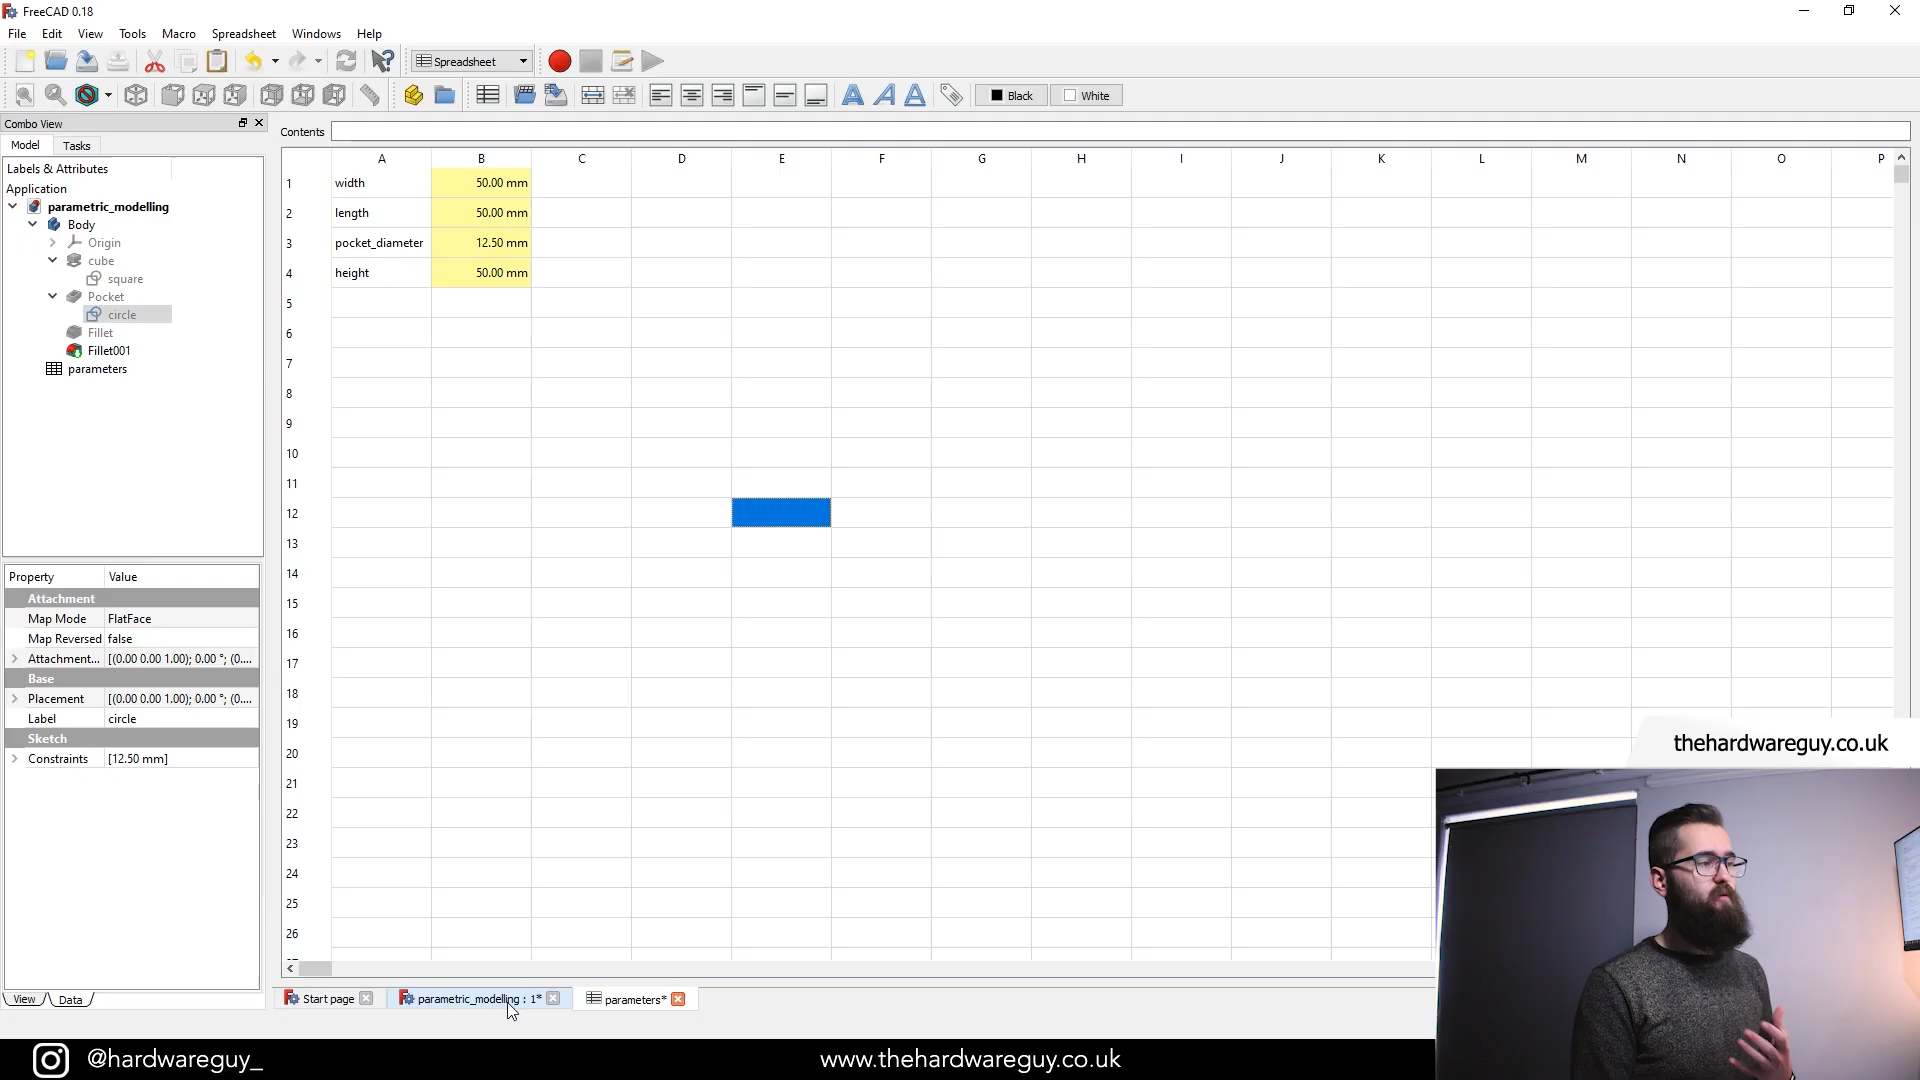 FreeCAD 0.18
File Edit View Tools Macro Spreadsheet Windows Help
Spreadsheet
Black White
Combo View
Model Tasks
Labels & Attributes
Application
parametric_modelling
Body
Origin
cube
square
Pocket
circle
Fillet
Fillet001
parameters
Property Value
Attachment
Map Mode FlatFace
Map Reversed false
Attachment... [(0.00 0.00 1.00); 0.00 °; (0....
Base
Placement [(0.00 0.00 1.00); 0.00 °; (0....
Label circle
Sketch
Constraints [12.50 mm]
View Data
Contents
A B C D E F G H I J K L M N O P
1 width 50.00 mm
2 length 50.00 mm
3 pocket_diameter 12.50 mm
4 height 50.00 mm
5
6
7
8
9
10
11
12
13
14
15
16
17
18
19
20
21
22
23
24
25
26
Start page parametric_modelling : 1* parameters*
thehardwareguy.co.uk
@hardwareguy_
www.thehardwareguy.co.uk